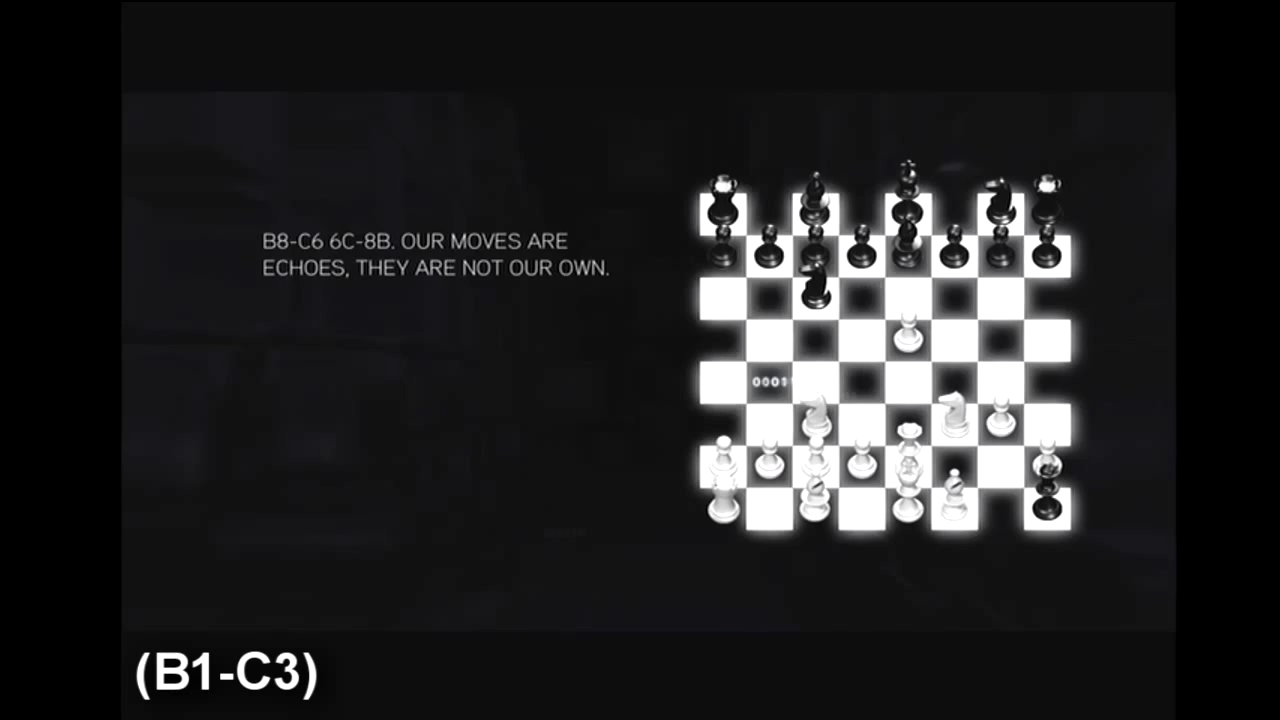 B8-C6 6C-8B. OUR MOVES ARE
ECHOES, THEY ARE NOT OUR OWN.
0001
(B1-C3)